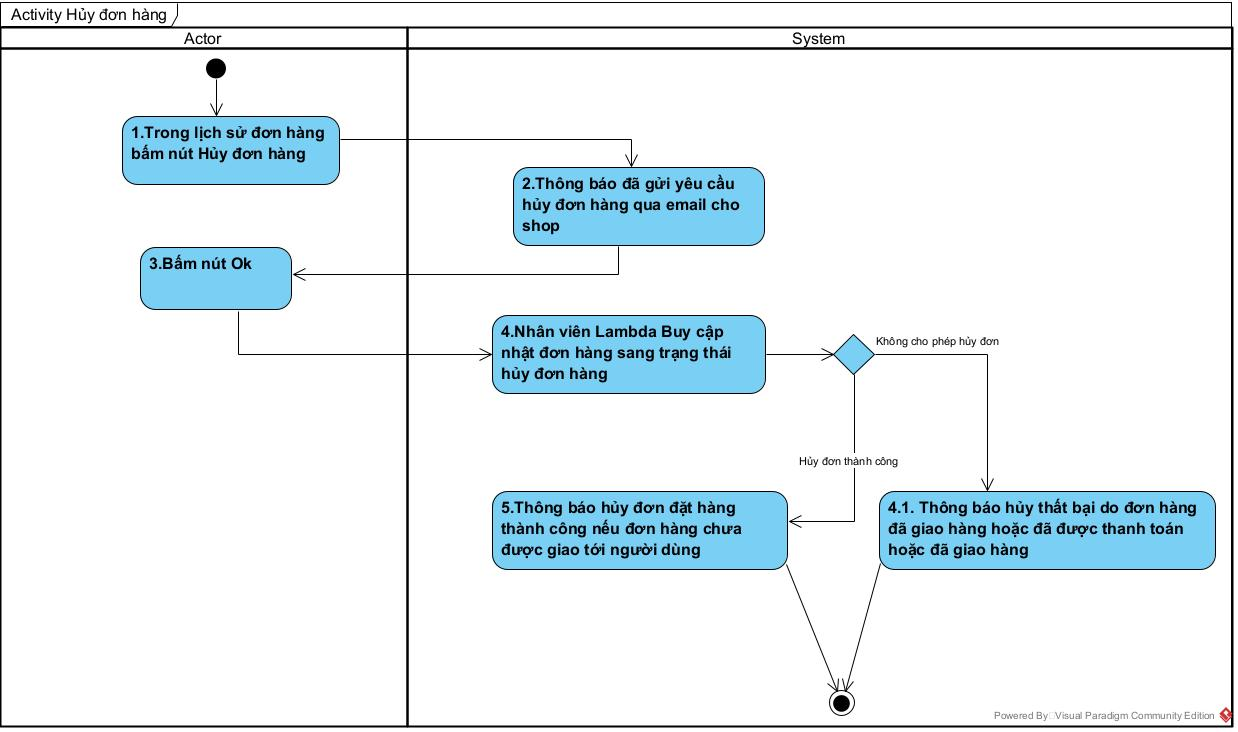 Activity Hủy đơn hàng
Actor
System
1.Trong lịch sử đơn hàng
bấm nút Hủy đơn hàng
2.Thông báo đã gửi yêu cầu
hủy đơn hàng qua email cho
shop
3.Bấm nút Ok
4.Nhân viên Lambda Buy cập
nhật đơn hàng sang trạng thái
hủy đơn hàng
Không cho phép hủy đơn
Hủy đơn thành công
5.Thông báo hủy đơn đặt hàng
thành công nếu đơn hàng chưa
được giao tới người dùng
4.1. Thông báo hủy thất bại do đơn hàng
đã giao hàng hoặc đã được thanh toán
hoặc đã giao hàng
Powered By Visual Paradigm Community Edition